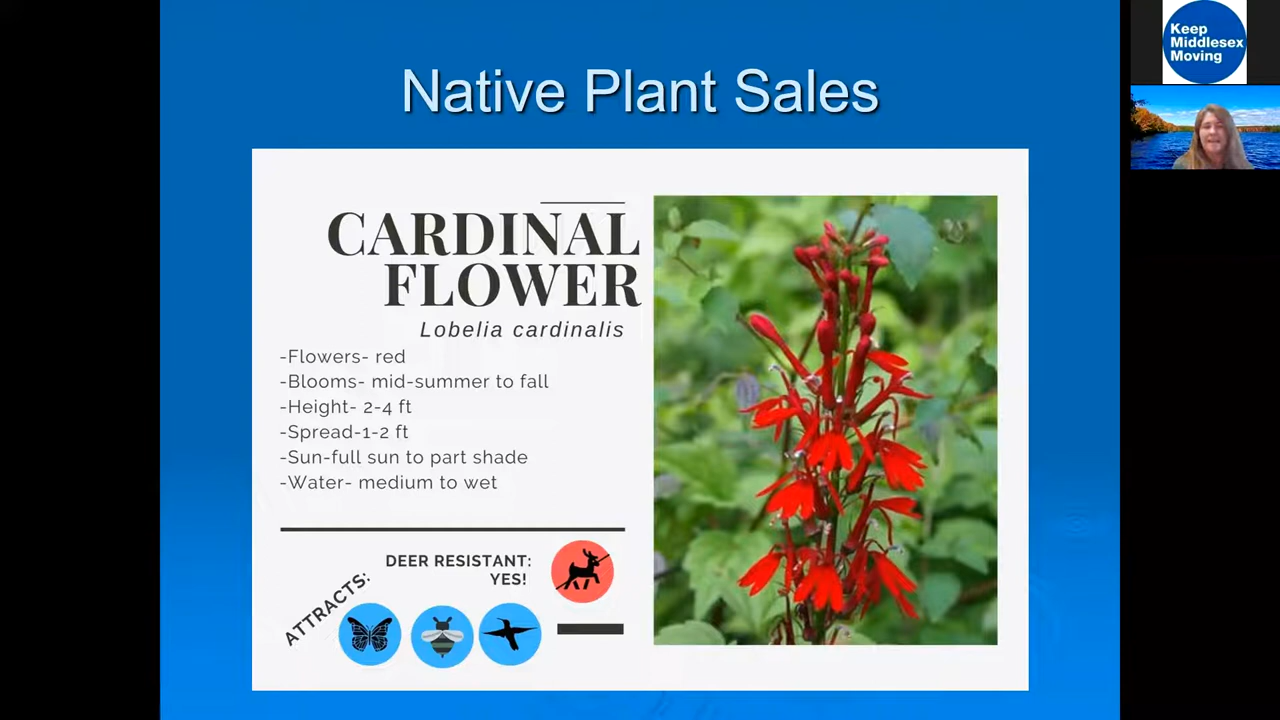 Native Plant Sales
CARDINAL
FLOWER
Lobelia cardinalis
-Flowers- red
-Blooms- mid-summer to fall
-Height- 2-4 ft
-Spread-1-2 ft
-Sun-full sun to part shade
-Water- medium to wet
DEER RESISTANT:
YES!
ATTRACTS:
Keep
Middlesex
Moving